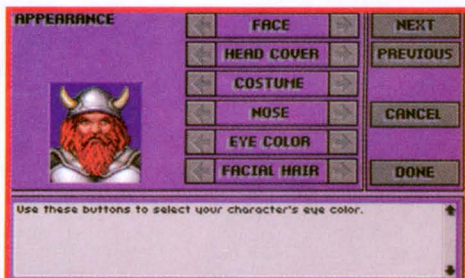 APPEARANCE
FACE
HEAD COVER
COSTUME
NOSE
EYE COLOR
FACIAL HAIR
NEXT
PREVIOUS
CANCEL
DONE
Use these buttons to select your character's eye color.